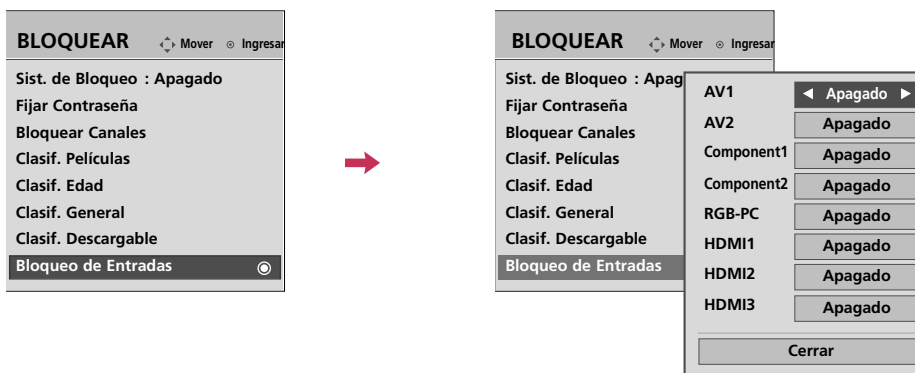 BLOQUEAR Mover Ingresar
Sist. de Bloqueo : Apagado
Fijar Contraseña
Bloquear Canales
Clasif. Películas
Clasif. Edad
Clasif. General
Clasif. Descargable
Bloqueo de Entradas
BLOQUEAR Mover Ingresar
Sist. de Bloqueo : Apag
Fijar Contraseña
Bloquear Canales
Clasif. Películas
Clasif. Edad
Clasif. General
Clasif. Descargable
Bloqueo de Entradas
AV1 ◀ Apagado ▶
AV2 Apagado
Component1 Apagado
Component2 Apagado
RGB-PC Apagado
HDMI1 Apagado
HDMI2 Apagado
HDMI3 Apagado
Cerrar